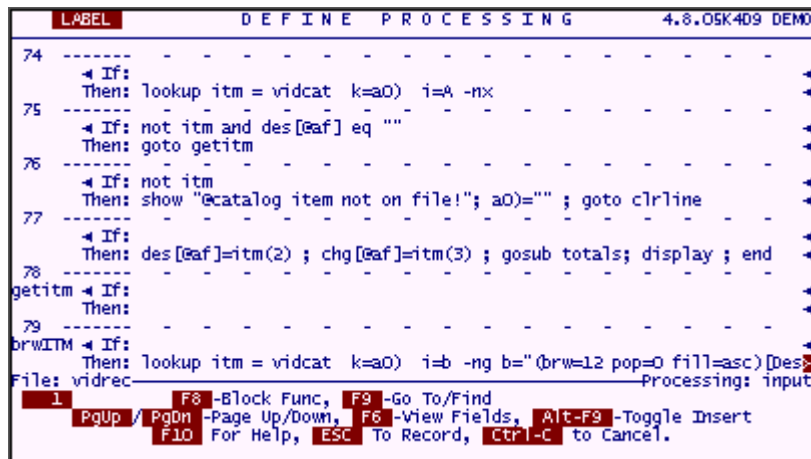 LABEL D E F I N E P R O C E S S I N G 4.8.05K4D9 DEMO
74 ------- - - - - - - - - - - - - - - - - -
◄ If: ◄
Then: lookup itm = vidcat k=aO) i=A -nx ◄
75 ------- - - - - - - - - - - - - - - - - -
◄ If: not itm and des[@af] eq "" ◄
Then: goto getitm ◄
76 ------- - - - - - - - - - - - - - - - - -
◄ If: not itm ◄
Then: show "@catalog item not on file!"; aO)="" ; goto clrline ◄
77 ------- - - - - - - - - - - - - - - - - -
◄ If: ◄
Then: des[@af]=itm(2) ; chg[@af]=itm(3) ; gosub totals; display ; end ◄
78 ------- - - - - - - - - - - - - - - - - -
getitm ◄ If: ◄
Then: ◄
79 ------- - - - - - - - - - - - - - - - - -
brwITM ◄ If: ◄
Then: lookup itm = vidcat k=aO) i=b -ng b="(brw=12 pop=O fill=asc)[Des>
File: vidrec Processing: input
1 F8 -Block Func, F9 -Go To/Find
PgUp / PgDn -Page Up/Down, F6 -View Fields, Alt-F9 -Toggle Insert
F10 For Help, ESC To Record, Ctrl-C to Cancel.